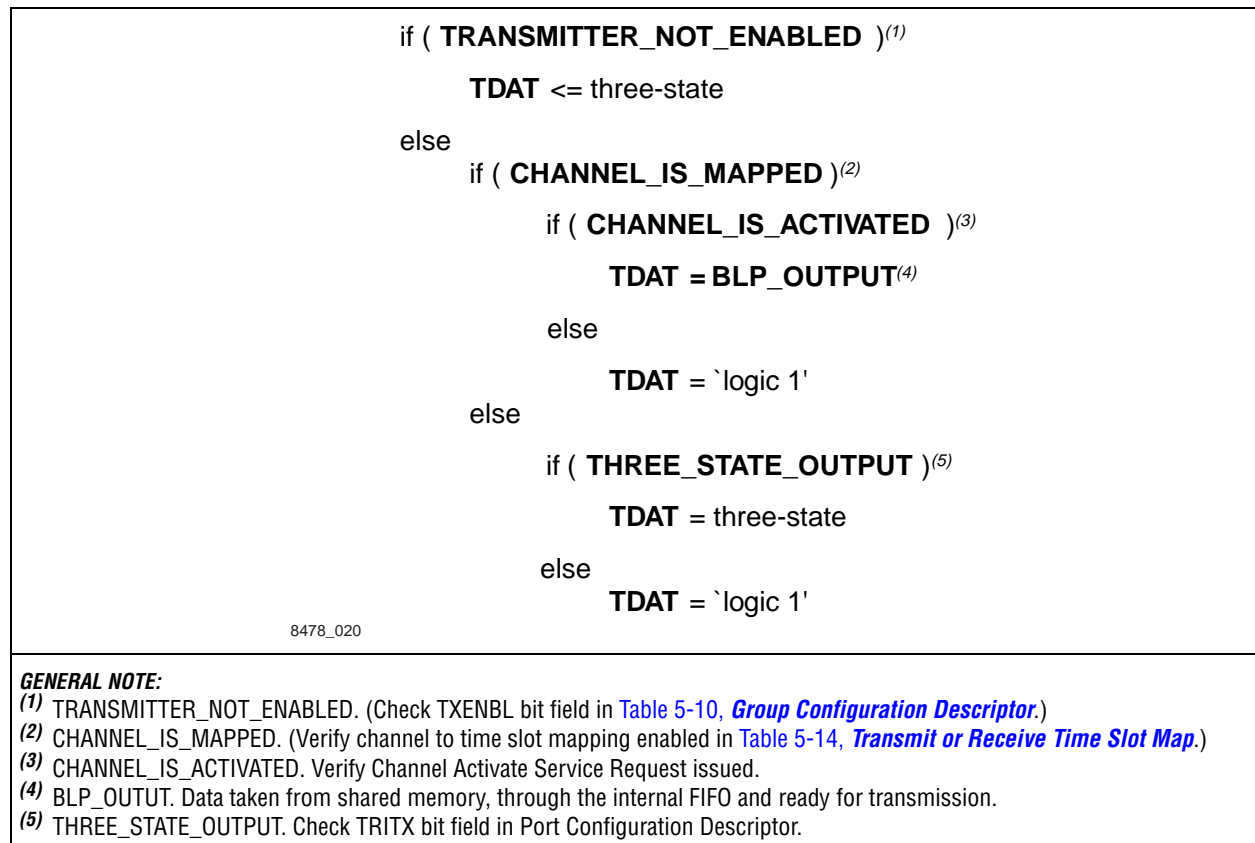 if ( TRANSMITTER_NOT_ENABLED )(1)
TDAT <= three-state
else
if ( CHANNEL_IS_MAPPED )(2)
if ( CHANNEL_IS_ACTIVATED )(3)
TDAT = BLP_OUTPUT(4)
else
TDAT = `logic 1'
else
if ( THREE_STATE_OUTPUT )(5)
TDAT = three-state
else
TDAT = `logic 1'
8478_020
GENERAL NOTE:
(1) TRANSMITTER_NOT_ENABLED. (Check TXENBL bit field in Table 5-10, Group Configuration Descriptor.)
(2) CHANNEL_IS_MAPPED. (Verify channel to time slot mapping enabled in Table 5-14, Transmit or Receive Time Slot Map.)
(3) CHANNEL_IS_ACTIVATED. Verify Channel Activate Service Request issued.
(4) BLP_OUTUT. Data taken from shared memory, through the internal FIFO and ready for transmission.
(5) THREE_STATE_OUTPUT. Check TRITX bit field in Port Configuration Descriptor.